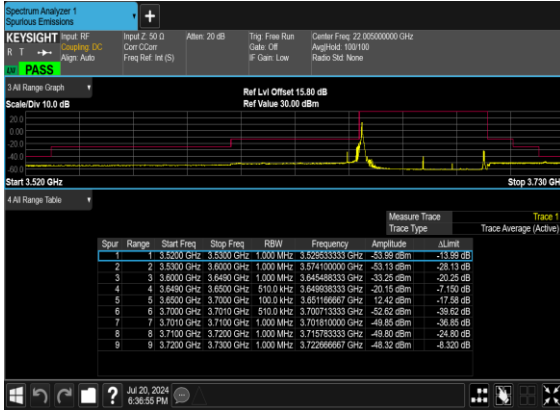 Spectrum Analyzer 1
Spurious Emissions
+
KEYSIGHT Input: RF Input Z: 50 Ω Atten: 20 dB Trig: Free Run Center Freq: 22.005000000 GHz
R T Coupling: DC Corr CCorr Gate: Off Avg|Hold: 100/100
Align: Auto Freq Ref: Int (S) IF Gain: Low Radio Std: None
PASS
3 All Range Graph
Ref Lvl Offset 15.80 dB
Scale/Div 10.0 dB Ref Value 30.00 dBm
20.0
0.00
-20.0
-40.0
-60.0
Start 3.520 GHz Stop 3.730 GH
4 All Range Table
Measure Trace Trace 1
Trace Type Trace Average (Active)
Spur Range Start Freq Stop Freq RBW Frequency Amplitude ΔLimit
1 1 3.5200 GHz 3.5300 GHz 1.000 MHz 3.529533333 GHz -53.99 dBm -13.99 dB
2 2 3.5300 GHz 3.6000 GHz 1.000 MHz 3.574100000 GHz -53.13 dBm -28.13 dB
3 3 3.6000 GHz 3.6490 GHz 1.000 MHz 3.645488333 GHz -33.25 dBm -20.25 dB
4 4 3.6490 GHz 3.6500 GHz 510.0 kHz 3.649938333 GHz -20.15 dBm -7.150 dB
5 5 3.6500 GHz 3.7000 GHz 100.0 kHz 3.651166667 GHz 12.42 dBm -17.58 dB
6 6 3.7000 GHz 3.7010 GHz 510.0 kHz 3.700713333 GHz -52.62 dBm -39.62 dB
7 7 3.7010 GHz 3.7100 GHz 1.000 MHz 3.701810000 GHz -49.85 dBm -36.85 dB
8 8 3.7100 GHz 3.7200 GHz 1.000 MHz 3.715783333 GHz -49.80 dBm -24.80 dB
9 9 3.7200 GHz 3.7300 GHz 1.000 MHz 3.722666667 GHz -48.32 dBm -8.320 dB
? Jul 20, 2024
6:36:55 PM